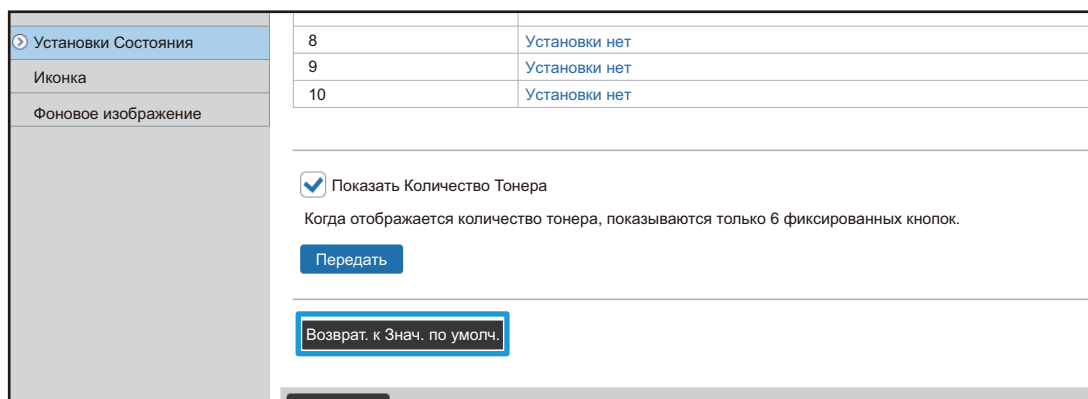 Установки Состояния
Иконка
Фоновое изображение
8 Установки нет
9 Установки нет
10 Установки нет
Показать Количество Тонера
Когда отображается количество тонера, показываются только 6 фиксированных кнопок.
Передать
Возврат. к Знач. по умолч.